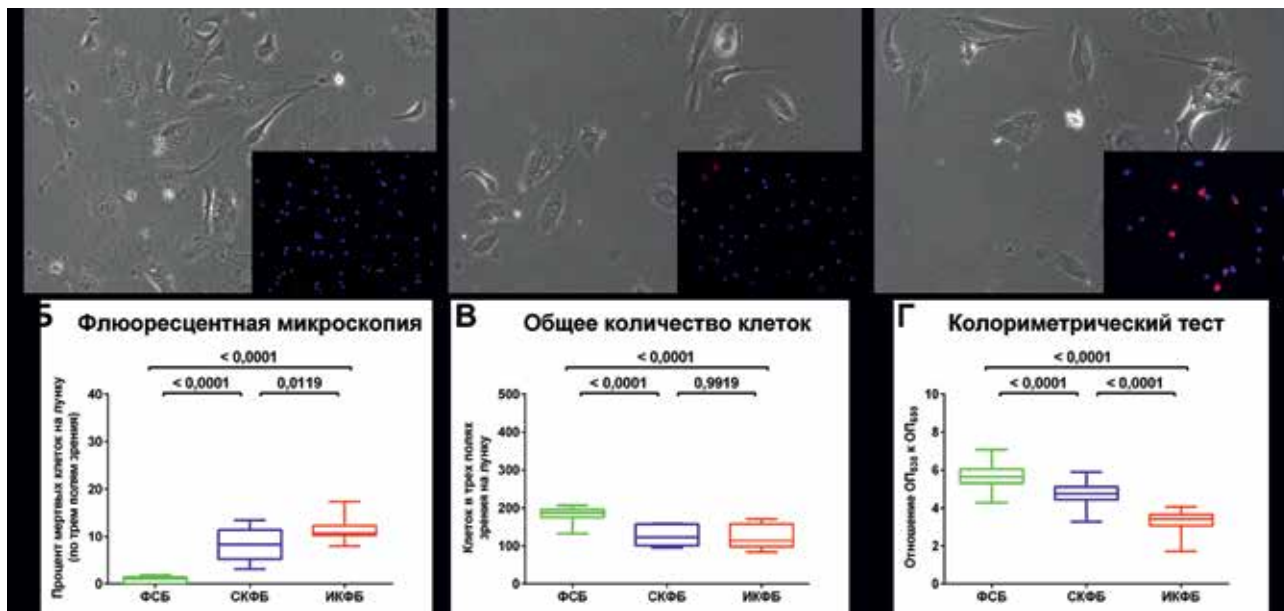 Б Флюоресцентная микроскопия
< 0,0001
< 0,0001 0,0119
Процент мертвых клеток на лунку
(по трем полям зрения)
40
30
20
10
0
ФСБ СКФБ ИКФБ
В Общее количество клеток
< 0,0001
< 0,0001 0,9919
Клеток в трех полях
зрения на лунку
500
400
300
200
100
0
ФСБ СКФБ ИКФБ
Г Колориметрический тест
< 0,0001
< 0,0001 < 0,0001
Отношение ОП к ОП
10
8
6
4
2
0
ФСБ СКФБ ИКФБ